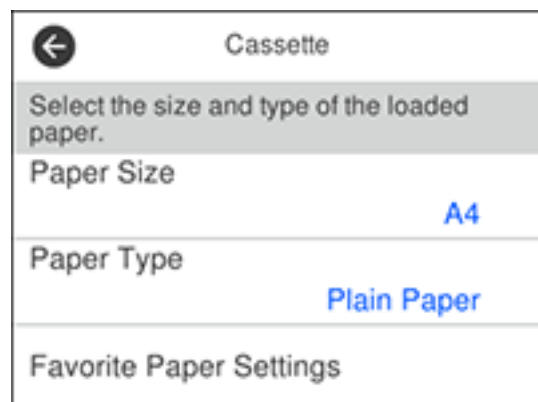 Cassette
Select the size and type of the loaded
paper.
Paper Size
A4
Paper Type
Plain Paper
Favorite Paper Settings